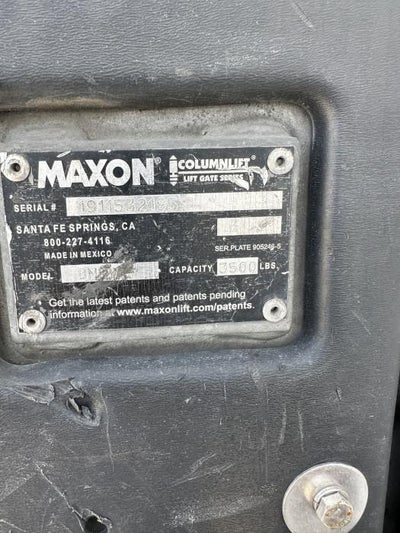 MAXON® COLUMNLIFT®
LIFT GATE SERIES
SERIAL #
SANTA FE SPRINGS, CA
800-227-4116
MADE IN MEXICO
SER.PLATE 905246-5
MODEL CAPACITY 3500 LBS.
Get the latest patents and patents pending
information at www.maxonlift.com/patents.